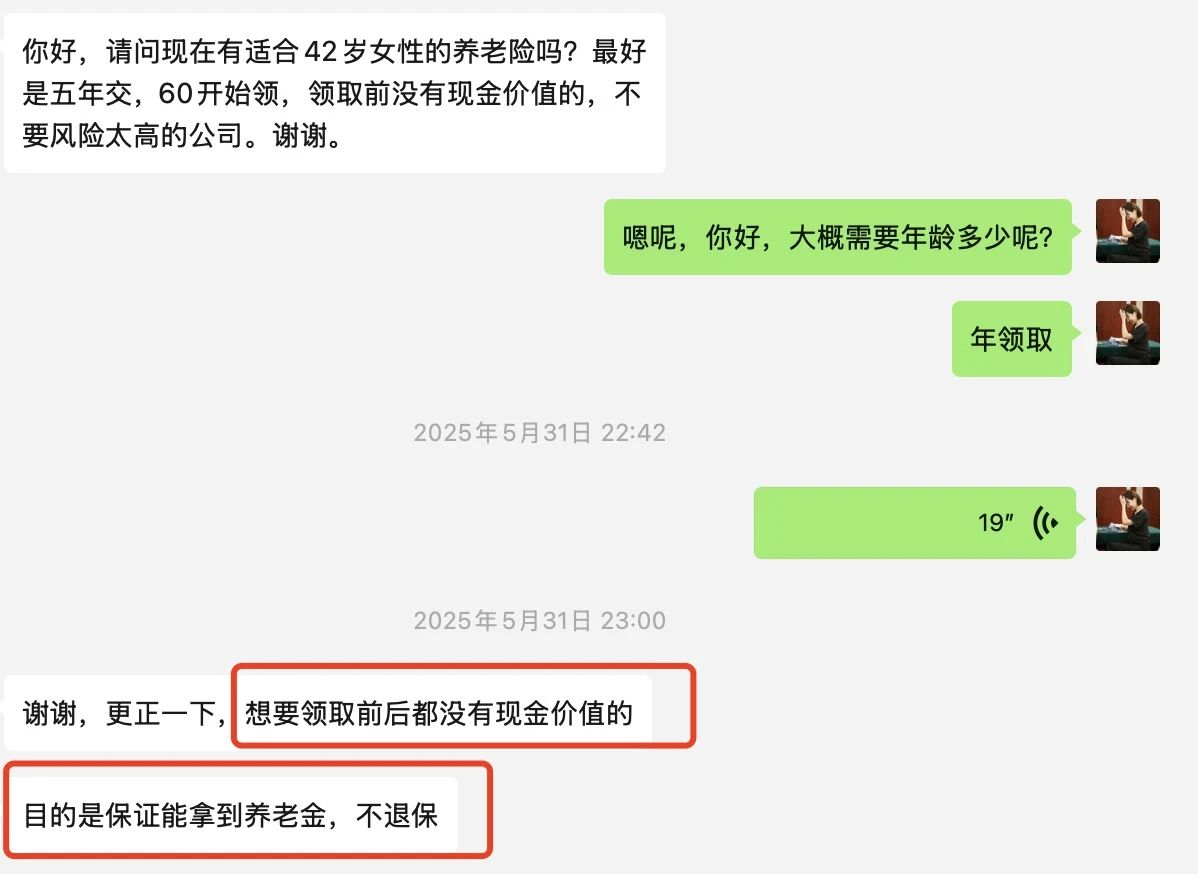 你好，请问现在有适合42岁女性的养老险吗？最好
是五年交，60开始领，领取前没有现金价值的，不
要风险太高的公司。谢谢。
嗯呢，你好，大概需要年龄多少呢？
年领取
2025年5月31日 22:42
19″
2025年5月31日 23:00
谢谢，更正一下，想要领取前后都没有现金价值的
目的是保证能拿到养老金，不退保